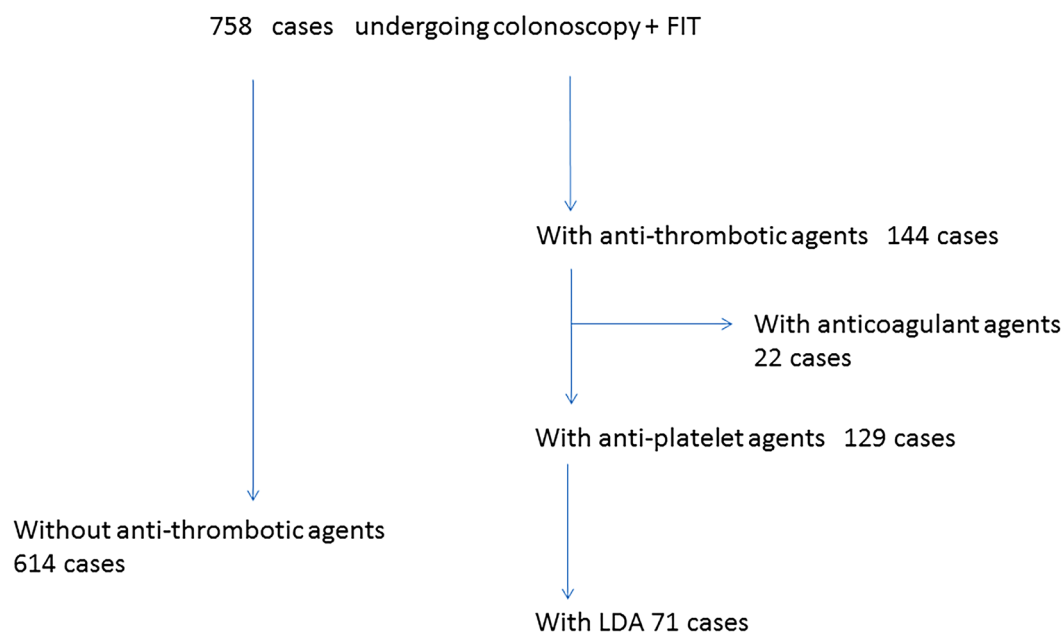 758 cases undergoing colonoscopy + FIT
With anti-thrombotic agents 144 cases
With anticoagulant agents
22 cases
With anti-platelet agents 129 cases
Without anti-thrombotic agents
614 cases
With LDA 71 cases